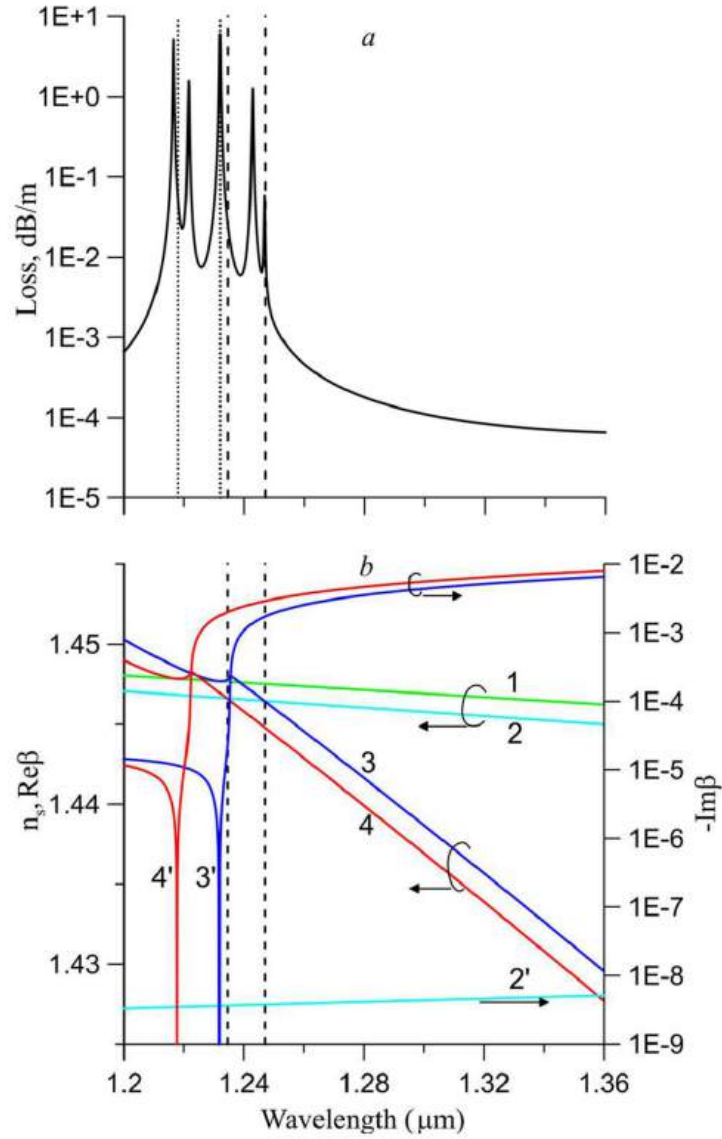 a
1E+1
1E+0
1E-1
1E-2
1E-3
1E-4
1E-5
Loss, dB/m
b
1.45
1.44
1.43
nₛ, Reβ
1E-2
1E-3
1E-4
1E-5
1E-6
1E-7
1E-8
1E-9
-Imβ
1
2
3
4
4'
3'
2'
1.2
1.24
1.28
1.32
1.36
Wavelength (μm)